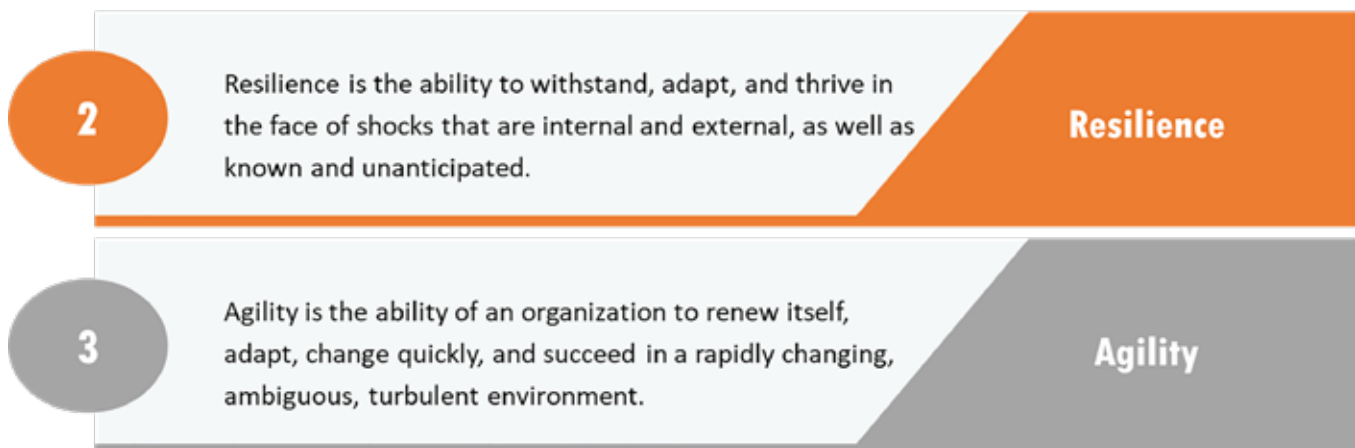 2
Resilience is the ability to withstand, adapt, and thrive in
the face of shocks that are internal and external, as well as
known and unanticipated.
Resilience
3
Agility is the ability of an organization to renew itself,
adapt, change quickly, and succeed in a rapidly changing,
ambiguous, turbulent environment.
Agility